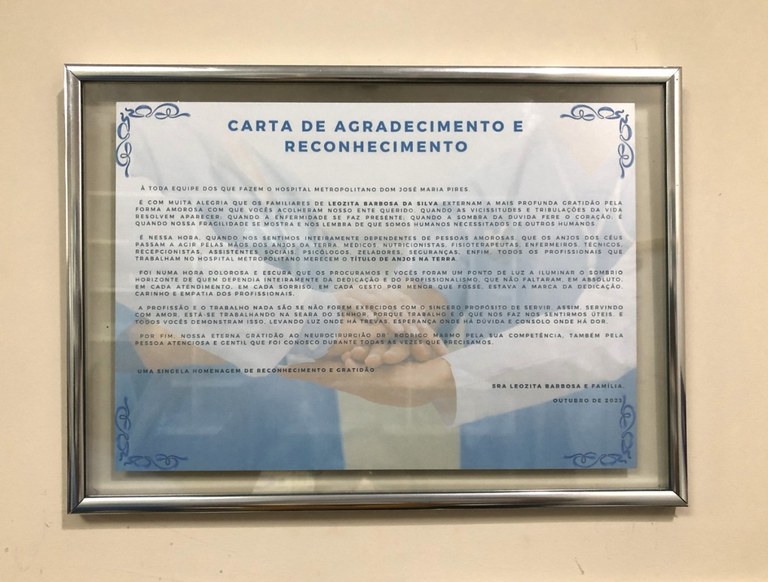 CARTA DE AGRADECIMENTO E
RECONHECIMENTO
À TODA EQUIPE DOS QUE FAZEM O HOSPITAL METROPOLITANO DOM JOSÉ MARIA PIRES
É COM MUITA ALEGRIA QUE OS FAMILIARES DE LEOZITA BARBOSA DA SILVA EXTERNAM A MAIS PROFUNDA GRATIDÃO PELA
FORMA AMOROSA COM QUE VOCÊS ACOLHERAM NOSSO ENTE QUERIDO. QUANDO AS VICISSITUDES E TRIBULAÇÕES DA VIDA
RESOLVEM APARECER, QUANDO A ENFERMIDADE SE FAZ PRESENTE, QUANDO A SOMBRA DA DÚVIDA FERE O CORAÇÃO, É
QUANDO NOSSA FRAGILIDADE SE MOSTRA E NOS LEMBRA DE QUE SOMOS HUMANOS NECESSITADOS DE OUTROS HUMANOS.
É NESSA HORA, QUANDO NOS SENTIMOS INTEIRAMENTE DEPENDENTES DE PESSOAS AMOROSAS, QUE OS ANJOS DOS CÉUS
PASSAM A AGIR PELAS MÃOS DOS ANJOS DA TERRA. MÉDICOS, NUTRICIONISTAS, FISIOTERAPEUTAS, ENFERMEIROS, TÉCNICOS,
RECEPCIONISTAS, ASSISTENTES SOCIAIS, PSICÓLOGOS, ZELADORES, SEGURANÇAS, ENFIM, TODOS OS PROFISSIONAIS QUE
TRABALHAM NO HOSPITAL METROPOLITANO MERECEM O TÍTULO DE ANJOS NA TERRA.
FOI NUMA HORA DOLOROSA E ESCURA QUE OS PROCURAMOS E VOCÊS FORAM UM PONTO DE LUZ A ILUMINAR O SOMBRIO
HORIZONTE DE QUEM DEPENDIA INTEIRAMENTE DA DEDICAÇÃO E DO PROFISSIONALISMO, QUE NÃO FALTARAM, EM ABSOLUTO,
EM CADA ATENDIMENTO, EM CADA SORRISO, EM CADA GESTO POR MENOR QUE FOSSE, ESTAVA A MARCA DA DEDICAÇÃO,
CARINHO E EMPATIA DOS PROFISSIONAIS.
A PROFISSÃO E O TRABALHO NADA SÃO SE NÃO FOREM EXERCIDOS COM O SINCERO PROPÓSITO DE SERVIR. ASSIM, SERVINDO
COM AMOR, ESTÁ-SE TRABALHANDO NA SEARA DO SENHOR, PORQUE TRABALHO É O QUE NOS FAZ NOS SENTIRMOS ÚTEIS. E
TODOS VOCÊS DEMONSTRAM ISSO, LEVANDO LUZ ONDE HÁ TREVAS, ESPERANÇA ONDE HÁ DÚVIDA E CONSOLO ONDE HÁ DOR.
POR FIM, NOSSA ETERNA GRATIDÃO AO NEUROCIRURGIÃO DR. RODRIGO MARMO PELA SUA COMPETÊNCIA, TAMBÉM PELA
PESSOA ATENCIOSA E GENTIL QUE FOI CONOSCO DURANTE TODAS AS VEZES QUE PRECISAMOS.
UMA SINGELA HOMENAGEM DE RECONHECIMENTO E GRATIDÃO
SRA LEOZITA BARBOSA E FAMÍLIA.
OUTUBRO DE 2023